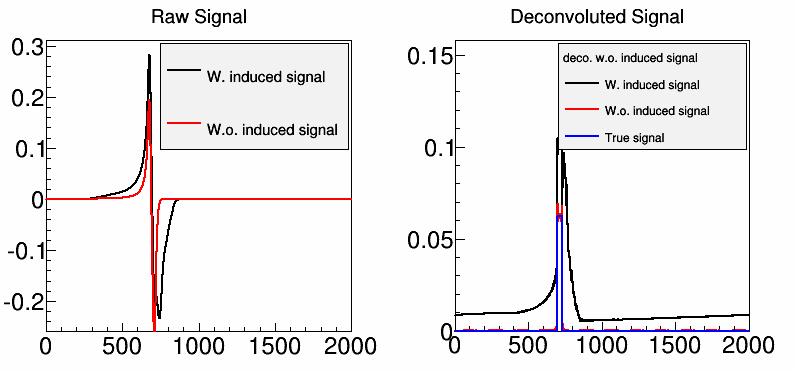 Raw Signal
0.3
0.2
0.1
0
-0.1
-0.2
0
500
1000
1500
2000
W. induced signal
W.o. induced signal
Deconvoluted Signal
0.15
0.1
0.05
0
0
500
1000
1500
2000
deco. w.o. induced signal
W. induced signal
W.o. induced signal
True signal